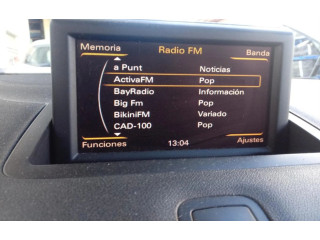 Memoria Radio FM Banda
a Punt Noticias
ActivaFM Pop
BayRadio Información
Big Fm Pop
BikiniFM Variado
CAD-100 Pop
Funciones 13:04 Ajustes